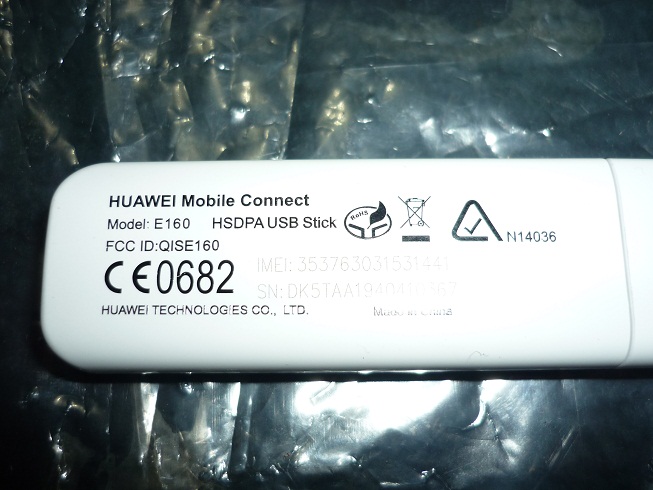 HUAWEI Mobile Connect
Model: E160 HSDPA USB Stick RoHS N14036
FCC ID:QISE160
CE0682
IMEI: 353763031531441
SN:
HUAWEI TECHNOLOGIES CO., LTD.
Made in China